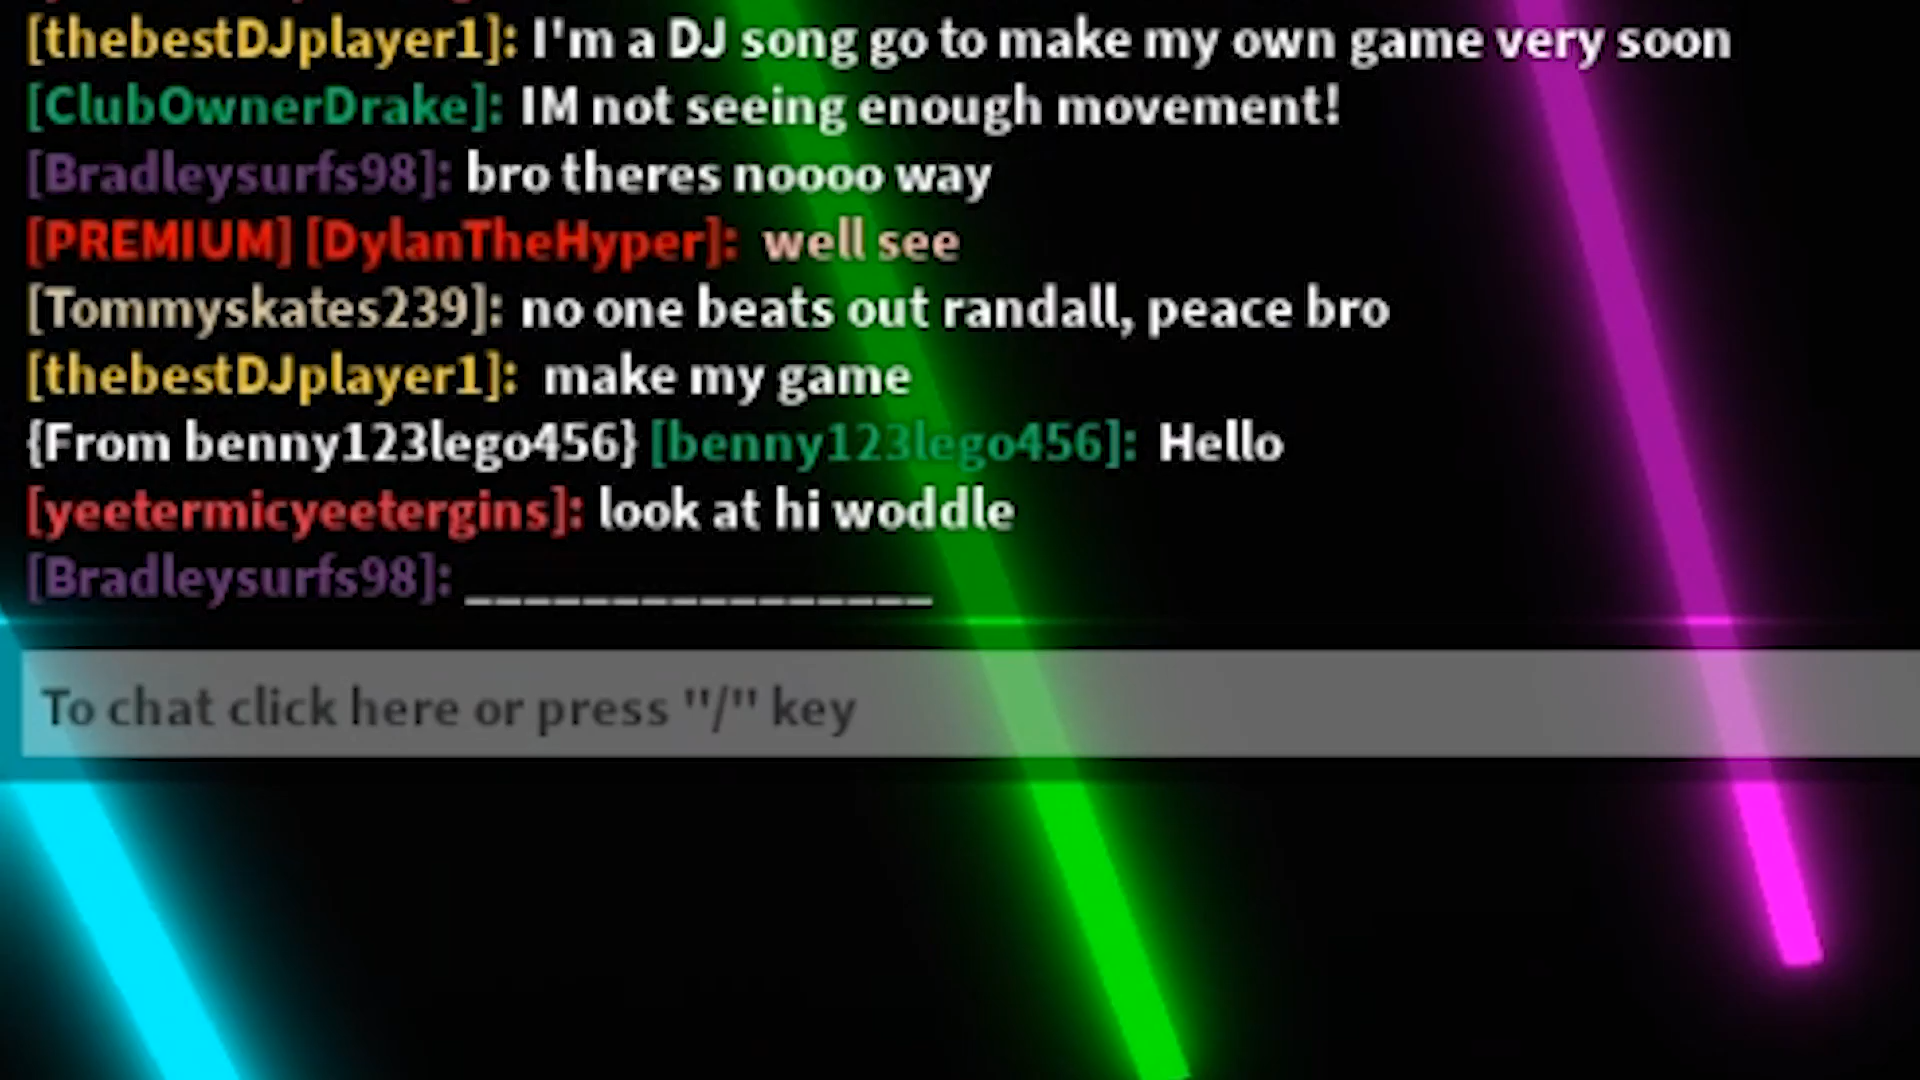 [thebestDJplayer1]: I'm a DJ song go to make my own game very soon
[ClubOwnerDrake]: IM not seeing enough movement!
[Bradleysurfs98]: bro theres noooo way
[PREMIUM] [DylanTheHyper]: well see
[Tommyskates239]: no one beats out randall, peace bro
[thebestDJplayer1]: make my game
{From benny123lego456} [benny123lego456]: Hello
[yeetermicyeetergins]: look at hi woddle
[Bradleysurfs98]: ________________
To chat click here or press "/" key